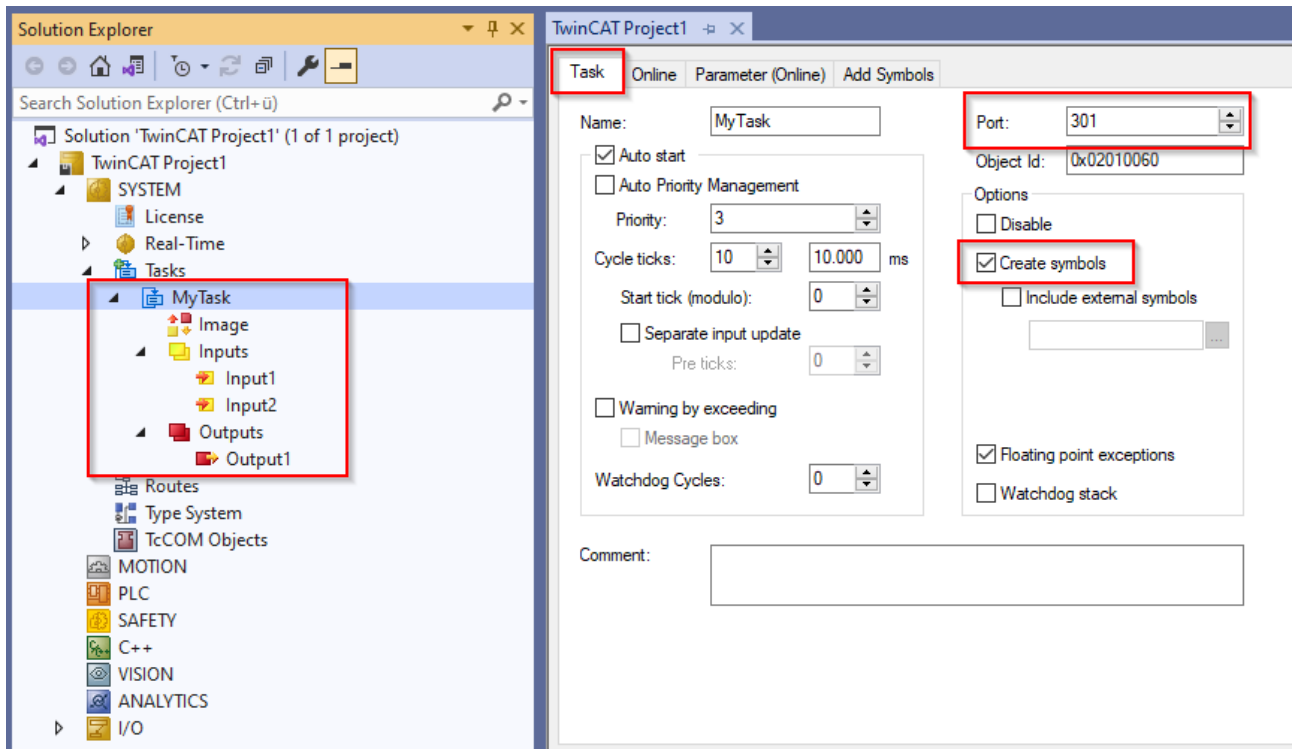 Solution Explorer
Search Solution Explorer (Ctrl+ü)
Solution 'TwinCAT Project1' (1 of 1 project)
TwinCAT Project1
SYSTEM
License
Real-Time
Tasks
MyTask
Image
Inputs
Input1
Input2
Outputs
Output1
Routes
Type System
TcCOM Objects
MOTION
PLC
SAFETY
C++
VISION
ANALYTICS
I/O
TwinCAT Project1
Task Online Parameter (Online) Add Symbols
Name: MyTask
Auto start
Auto Priority Management
Priority: 3
Cycle ticks: 10 10.000 ms
Start tick (modulo): 0
Separate input update
Pre ticks: 0
Warning by exceeding
Message box
Watchdog Cycles: 0
Port: 301
Object Id: 0x02010060
Options
Disable
Create symbols
Include external symbols
...
Floating point exceptions
Watchdog stack
Comment: